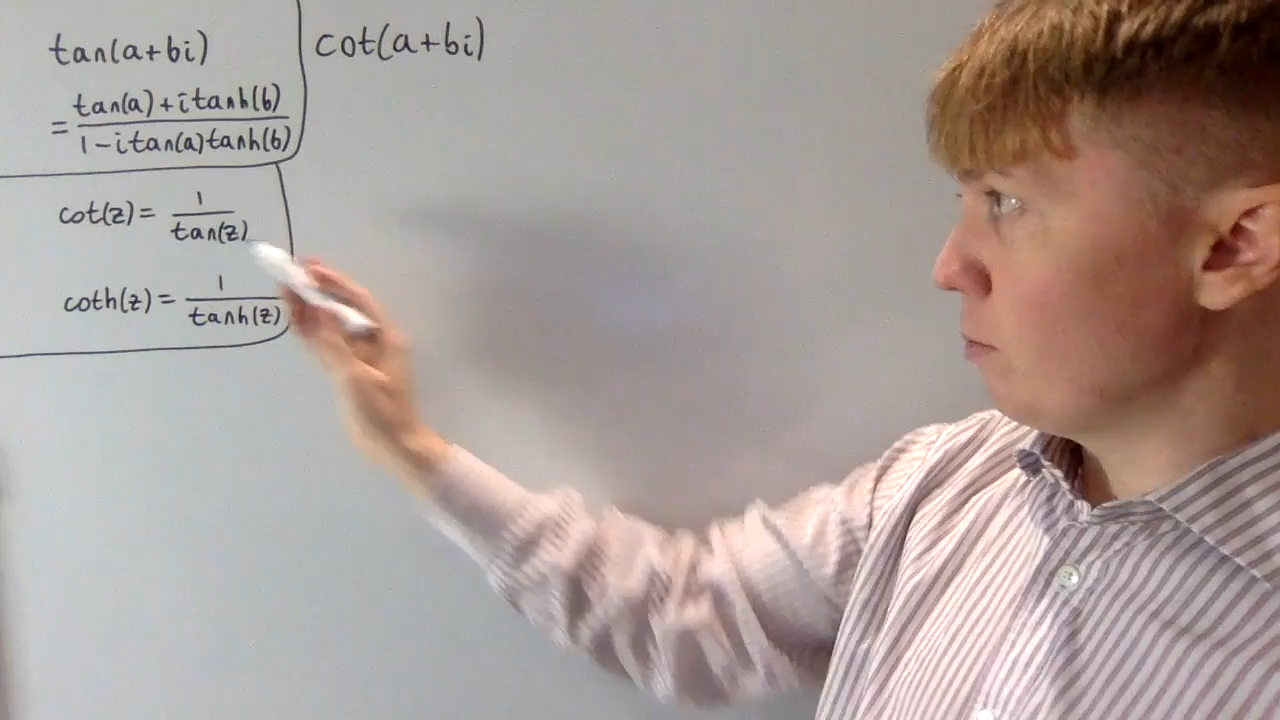 tan(a+bi)
= tan(a)+itanh(b)
1-itan(a)tanh(b)
cot(z)= 1
tan(z)
coth(z)= 1
tanh(z)
cot(a+bi)